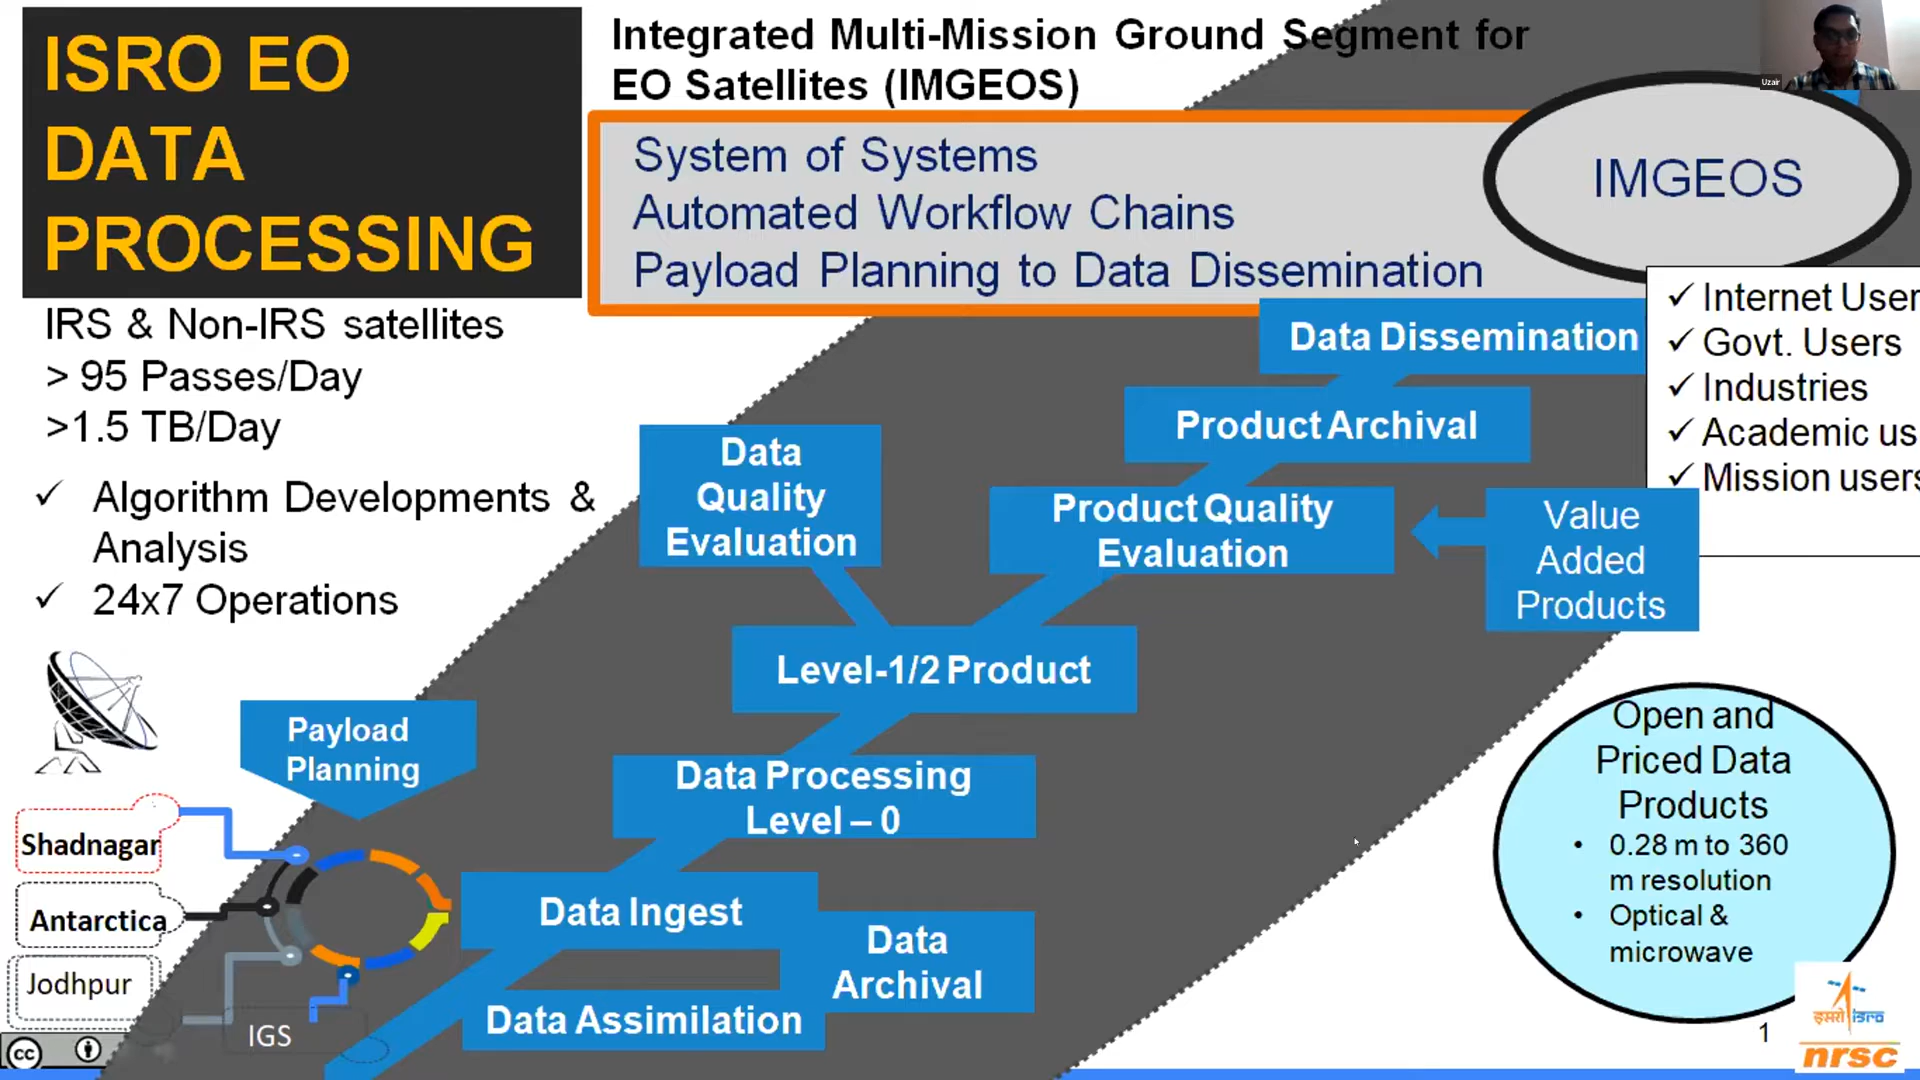 ISRO EO
DATA
PROCESSING
Integrated Multi-Mission Ground Segment for
EO Satellites (IMGEOS)
System of Systems
Automated Workflow Chains
Payload Planning to Data Dissemination
IMGEOS
Uzair
IRS & Non-IRS satellites
> 95 Passes/Day
>1.5 TB/Day
✓ Algorithm Developments &
Analysis
✓ 24x7 Operations
✓ Internet User
✓ Govt. Users
✓ Industries
✓ Academic us
✓ Mission users
Data Dissemination
Product Archival
Data
Quality
Evaluation
Product Quality
Evaluation
Value
Added
Products
Level-1/2 Product
Payload
Planning
Data Processing
Level – 0
Shadnagar
Antarctica
Jodhpur
IGS
Data Ingest
Data
Archival
Data Assimilation
Open and
Priced Data
Products
• 0.28 m to 360
m resolution
• Optical &
microwave
1
इसरो isro
nrsc
cc